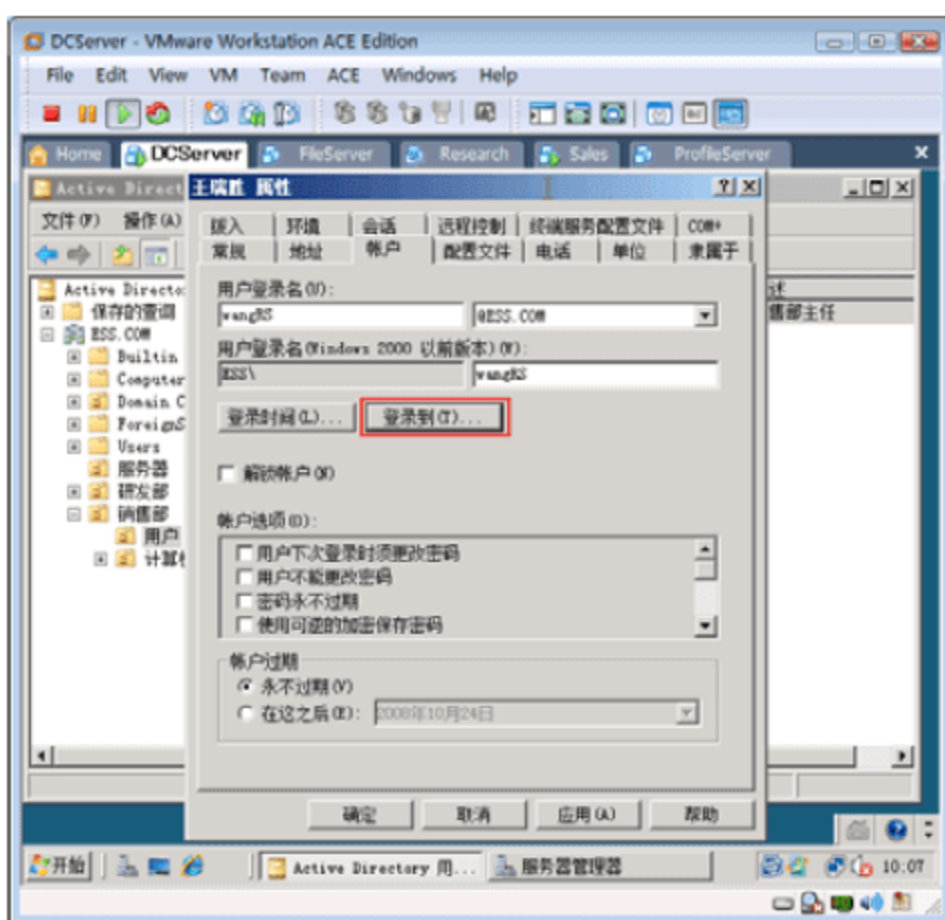 DCServer - VMware Workstation ACE Edition
File Edit View VM Team ACE Windows Help
Home DCServer FileServer Research Sales ProfileServer
Active Direct
王瑞胜 属性
文件(F) 操作(A)
拨入 环境 会话 远程控制 终端服务配置文件 COM+
常规 地址 帐户 配置文件 电话 单位 隶属于
Active Directo
保存的查询
ESS.COM
Builtin
Computer
Domain C
ForeignS
Users
服务器
研发部
销售部
用户
计算
述
售部主任
用户登录名(U):
wangRS @ESS.COM
用户登录名(Windows 2000 以前版本)(W):
ESS\ wangRS
登录时间(L)... 登录到(T)...
解锁帐户(N)
帐户选项(O):
用户下次登录时须更改密码
用户不能更改密码
密码永不过期
使用可逆的加密保存密码
帐户过期
永不过期(V)
在这之后(E): 2008年10月24日
确定 取消 应用(A) 帮助
开始 Active Directory 用... 服务器管理器 10:07